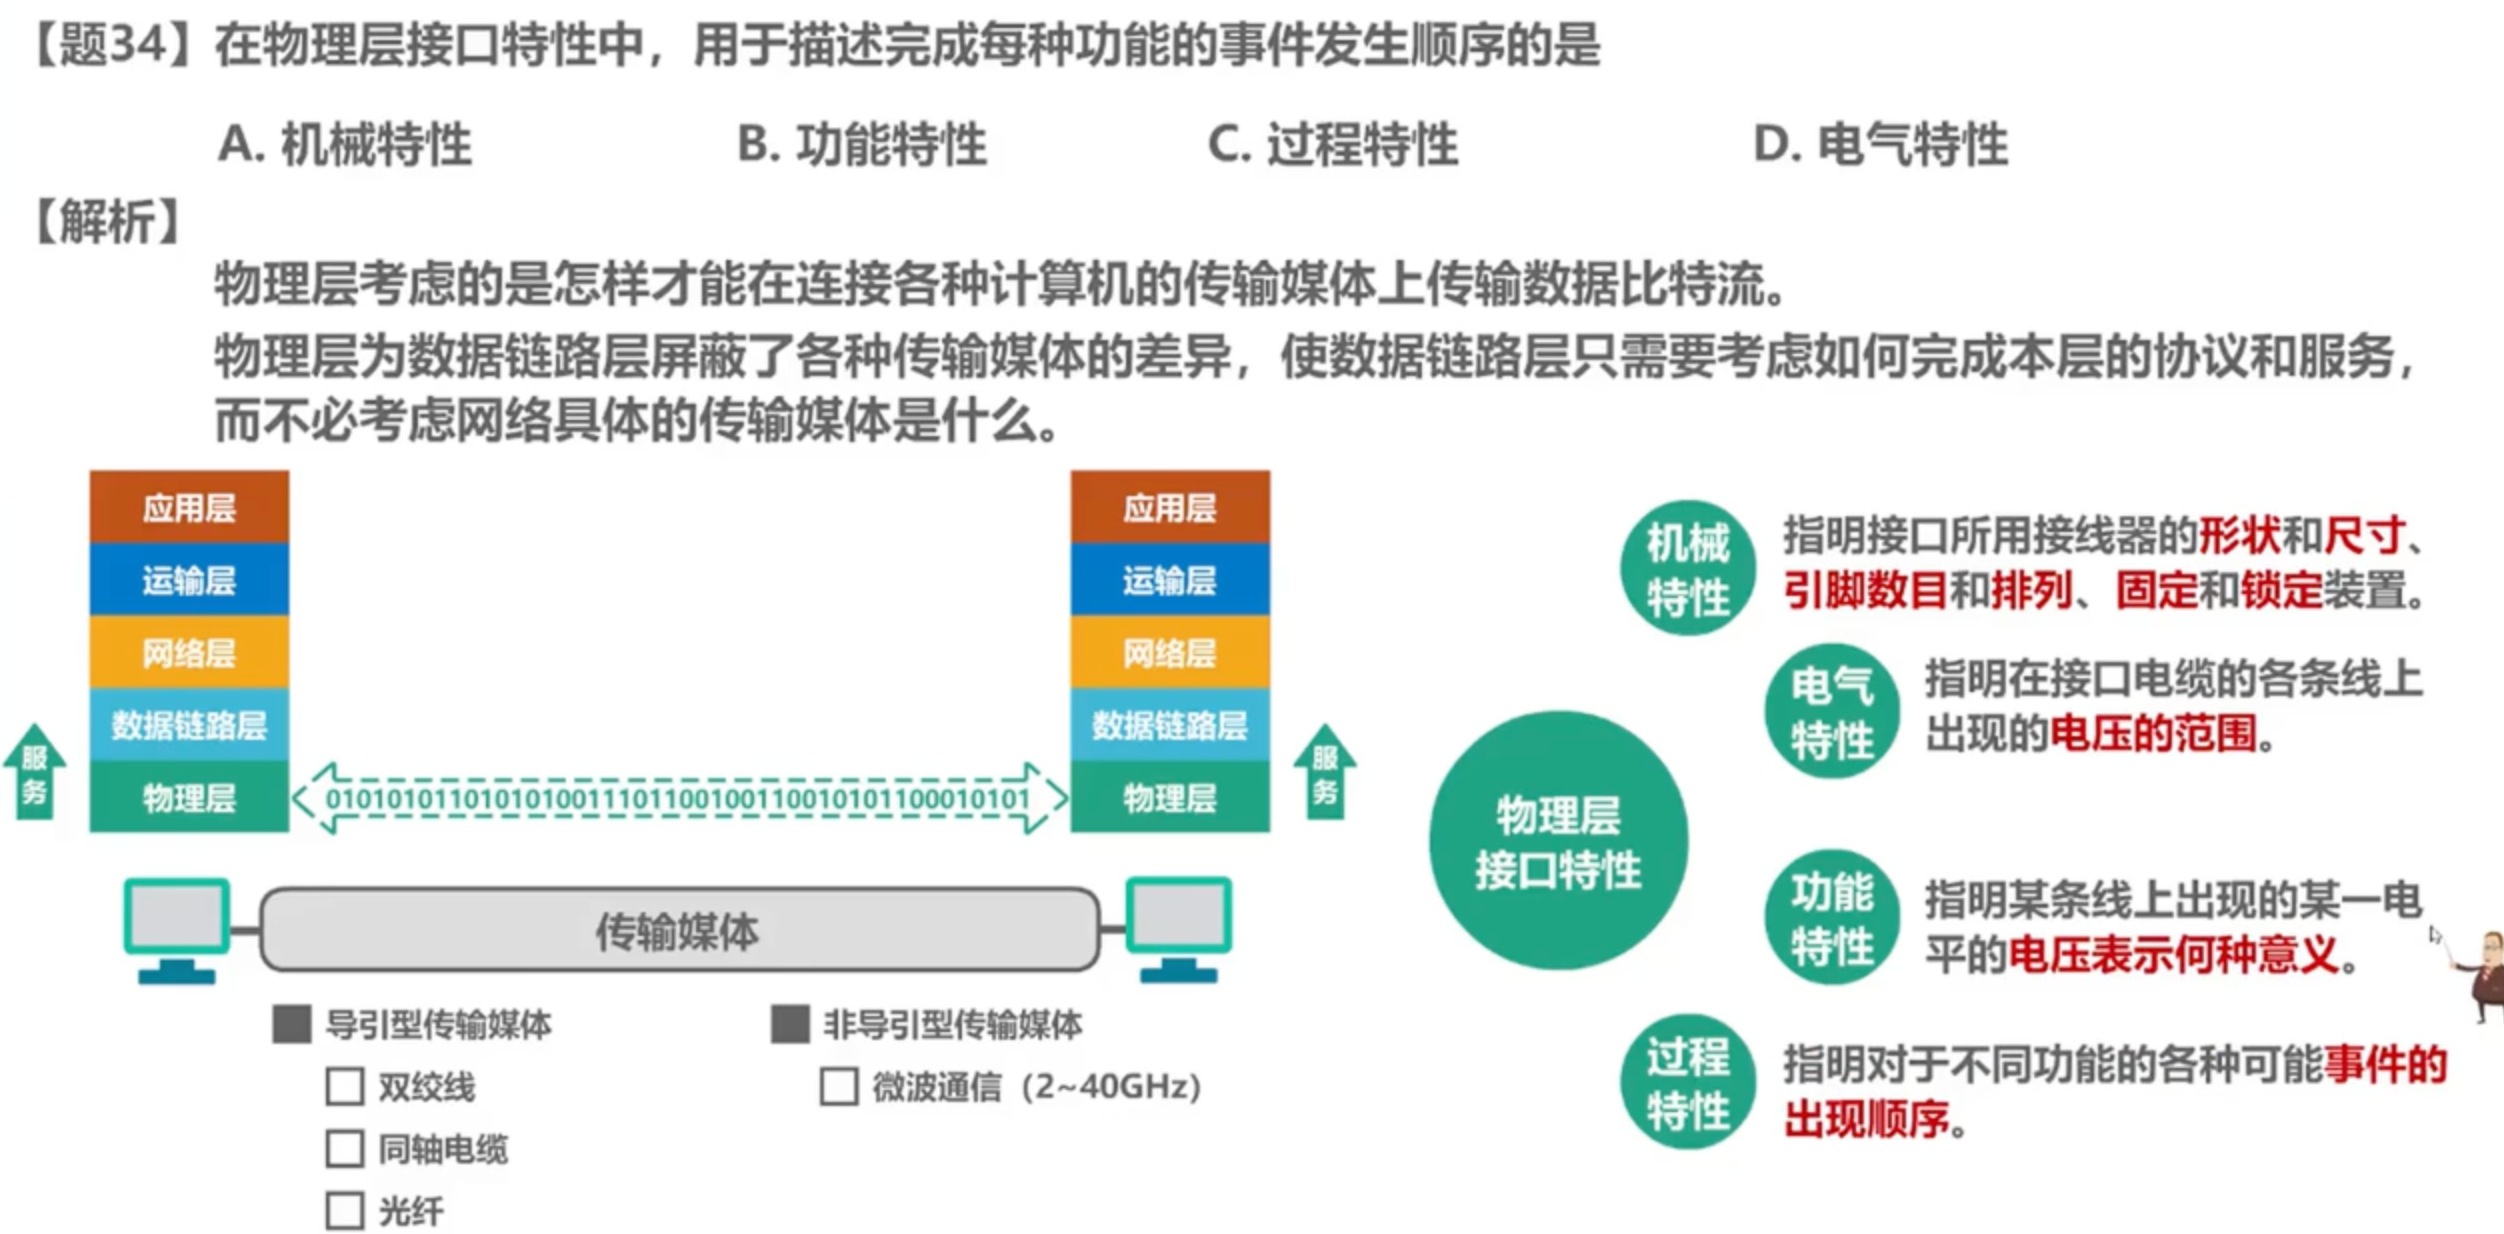 【题34】在物理层接口特性中，用于描述完成每种功能的事件发生顺序的是
A. 机械特性
B. 功能特性
C. 过程特性
D. 电气特性
【解析】
物理层考虑的是怎样才能在连接各种计算机的传输媒体上传输数据比特流。
物理层为数据链路层屏蔽了各种传输媒体的差异，使数据链路层只需要考虑如何完成本层的协议和服务，
而不必考虑网络具体的传输媒体是什么。
应用层
运输层
网络层
数据链路层
物理层
服
务
0101010110101010011101100100110010101100010101
应用层
运输层
网络层
数据链路层
物理层
服
务
传输媒体
导引型传输媒体
双绞线
同轴电缆
光纤
非导引型传输媒体
微波通信（2~40GHz）
物理层
接口特性
机械
特性
指明接口所用接线器的形状和尺寸、
引脚数目和排列、固定和锁定装置。
电气
特性
指明在接口电缆的各条线上
出现的电压的范围。
功能
特性
指明某条线上出现的某一电
平的电压表示何种意义。
过程
特性
指明对于不同功能的各种可能事件的
出现顺序。